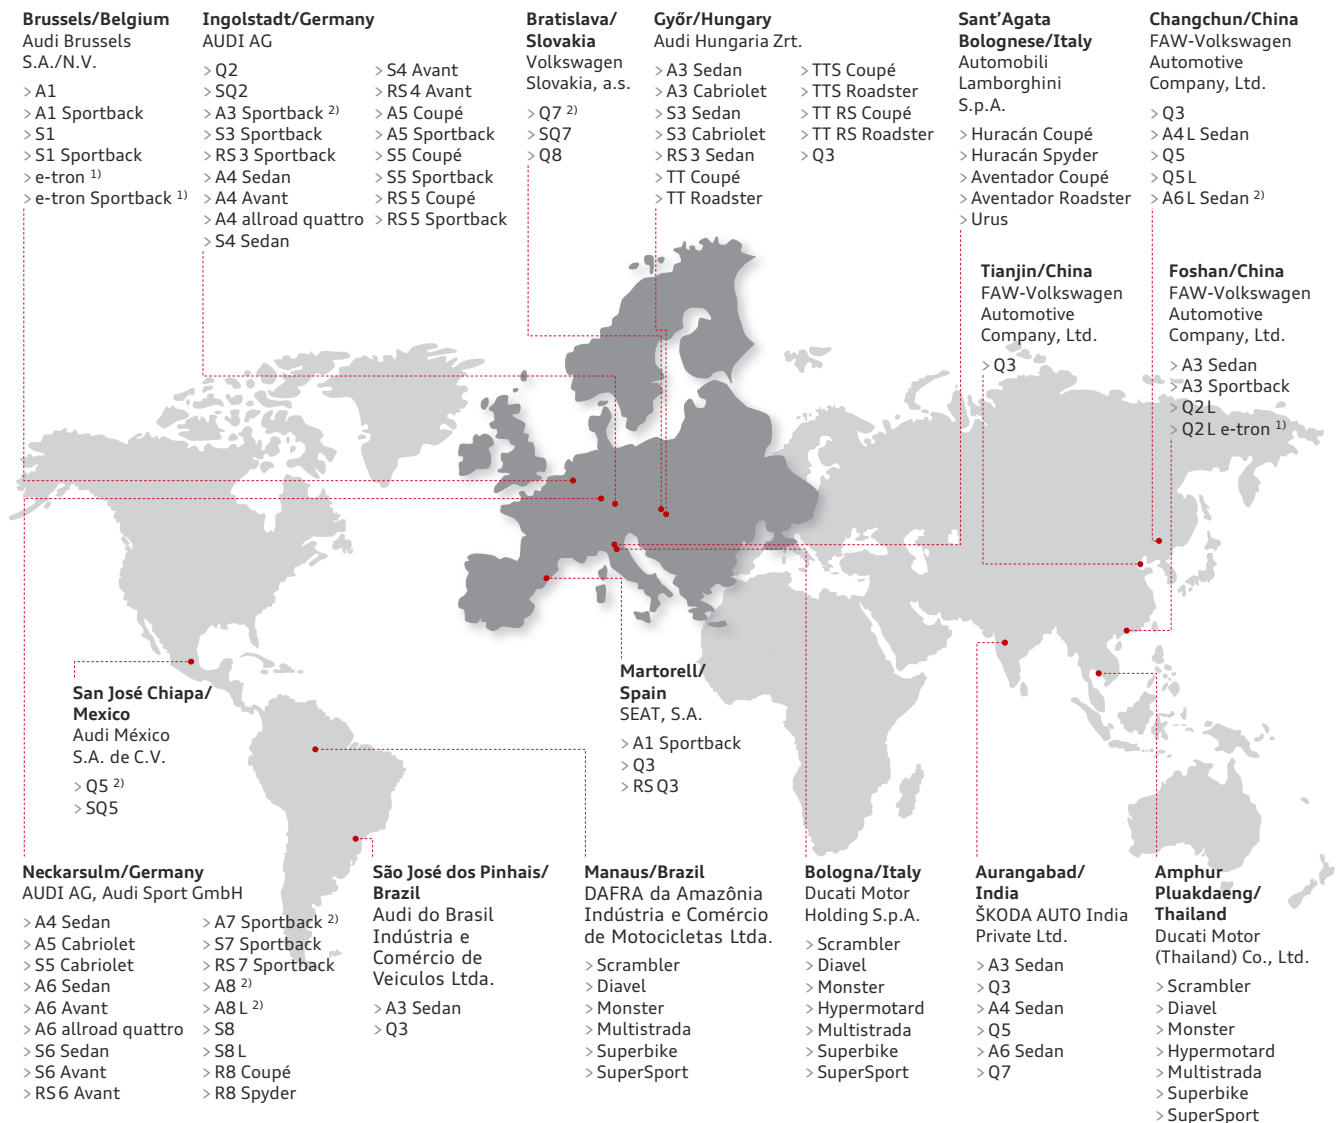 Brussels/Belgium
Audi Brussels
S.A./N.V.
> A1
> A1 Sportback
> S1
> S1 Sportback
> e-tron 1)
> e-tron Sportback 1)
Ingolstadt/Germany
AUDI AG
> Q2
> SQ2
> A3 Sportback 2)
> S3 Sportback
> RS 3 Sportback
> A4 Sedan
> A4 Avant
> A4 allroad quattro
> S4 Sedan
> S4 Avant
> RS 4 Avant
> A5 Coupé
> A5 Sportback
> S5 Coupé
> S5 Sportback
> RS 5 Coupé
> RS 5 Sportback
Bratislava/
Slovakia
Volkswagen
Slovakia, a.s.
> Q7 2)
> SQ7
> Q8
Győr/Hungary
Audi Hungaria Zrt.
> A3 Sedan
> A3 Cabriolet
> S3 Sedan
> S3 Cabriolet
> RS 3 Sedan
> TT Coupé
> TT Roadster
> TTS Coupé
> TTS Roadster
> TT RS Coupé
> TT RS Roadster
> Q3
Sant’Agata
Bolognese/Italy
Automobili
Lamborghini
S.p.A.
> Huracán Coupé
> Huracán Spyder
> Aventador Coupé
> Aventador Roadster
> Urus
Changchun/China
FAW-Volkswagen
Automotive
Company, Ltd.
> Q3
> A4 L Sedan
> Q5
> Q5 L
> A6 L Sedan 2)
Tianjin/China
FAW-Volkswagen
Automotive
Company, Ltd.
> Q3
Foshan/China
FAW-Volkswagen
Automotive
Company, Ltd.
> A3 Sedan
> A3 Sportback
> Q2 L
> Q2 L e-tron 1)
San José Chiapa/
Mexico
Audi México
S.A. de C.V.
> Q5 2)
> SQ5
Martorell/
Spain
SEAT, S.A.
> A1 Sportback
> Q3
> RS Q3
Neckarsulm/Germany
AUDI AG, Audi Sport GmbH
> A4 Sedan
> A5 Cabriolet
> S5 Cabriolet
> A6 Sedan
> A6 Avant
> A6 allroad quattro
> S6 Sedan
> S6 Avant
> RS 6 Avant
> A7 Sportback 2)
> S7 Sportback
> RS 7 Sportback
> A8 2)
> A8 L 2)
> S8
> S8 L
> R8 Coupé
> R8 Spyder
São José dos Pinhais/
Brazil
Audi do Brasil
Indústria e
Comércio de
Veiculos Ltda.
> A3 Sedan
> Q3
Manaus/Brazil
DAFRA da Amazônia
Indústria e Comércio
de Motocicletas Ltda.
> Scrambler
> Diavel
> Monster
> Multistrada
> Superbike
> SuperSport
Bologna/Italy
Ducati Motor
Holding S.p.A.
> Scrambler
> Diavel
> Monster
> Hypermotard
> Multistrada
> Superbike
> SuperSport
Aurangabad/
India
ŠKODA AUTO India
Private Ltd.
> A3 Sedan
> Q3
> A4 Sedan
> Q5
> A6 Sedan
> Q7
Amphur
Pluakdaeng/
Thailand
Ducati Motor
(Thailand) Co., Ltd.
> Scrambler
> Diavel
> Monster
> Hypermotard
> Multistrada
> Superbike
> SuperSport